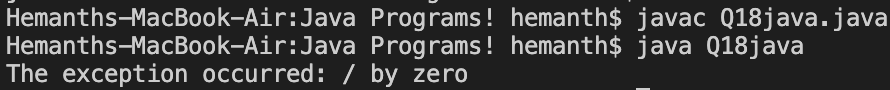 Hemanths-MacBook-Air:Java Programs! hemanth$ javac Q18java.java
Hemanths-MacBook-Air:Java Programs! hemanth$ java Q18java
The exception occurred: / by zero